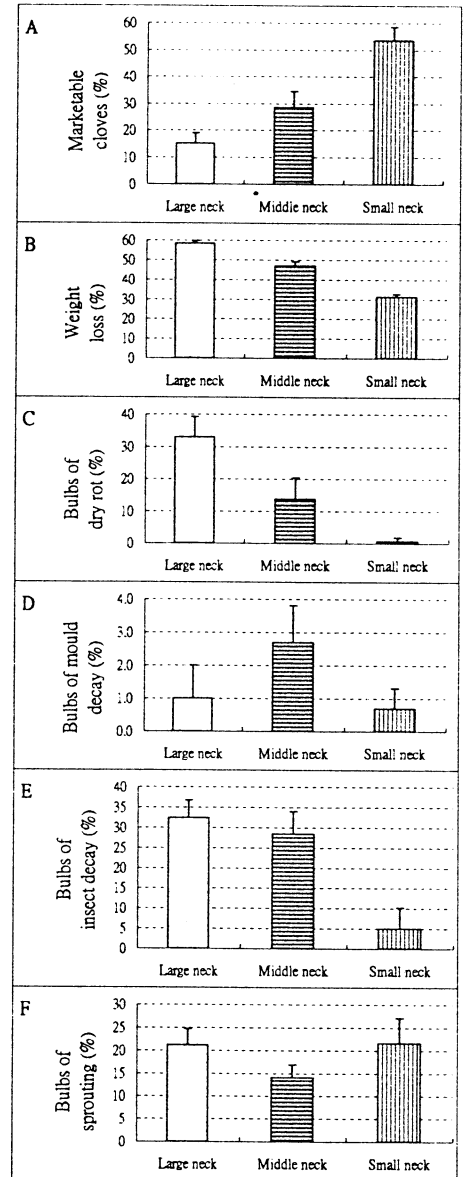 A
Marketable
cloves (%)
60
50
40
30
20
10
0
Large neck Middle neck Small neck
B
Weight
loss (%)
60
50
40
30
20
10
0
Large neck Middle neck Small neck
C
Bulbs of
dry rot (%)
40
30
20
10
0
Large neck Middle neck Small neck
D
Bulbs of mould
decay (%)
4.0
3.0
2.0
1.0
0.0
Large neck Middle neck Small neck
E
Bulbs of
insect decay (%)
40
35
30
25
20
15
10
5
0
Large neck Middle neck Small neck
F
Bulbs of
sprouting (%)
30
25
20
15
10
5
0
Large neck Middle neck Small neck